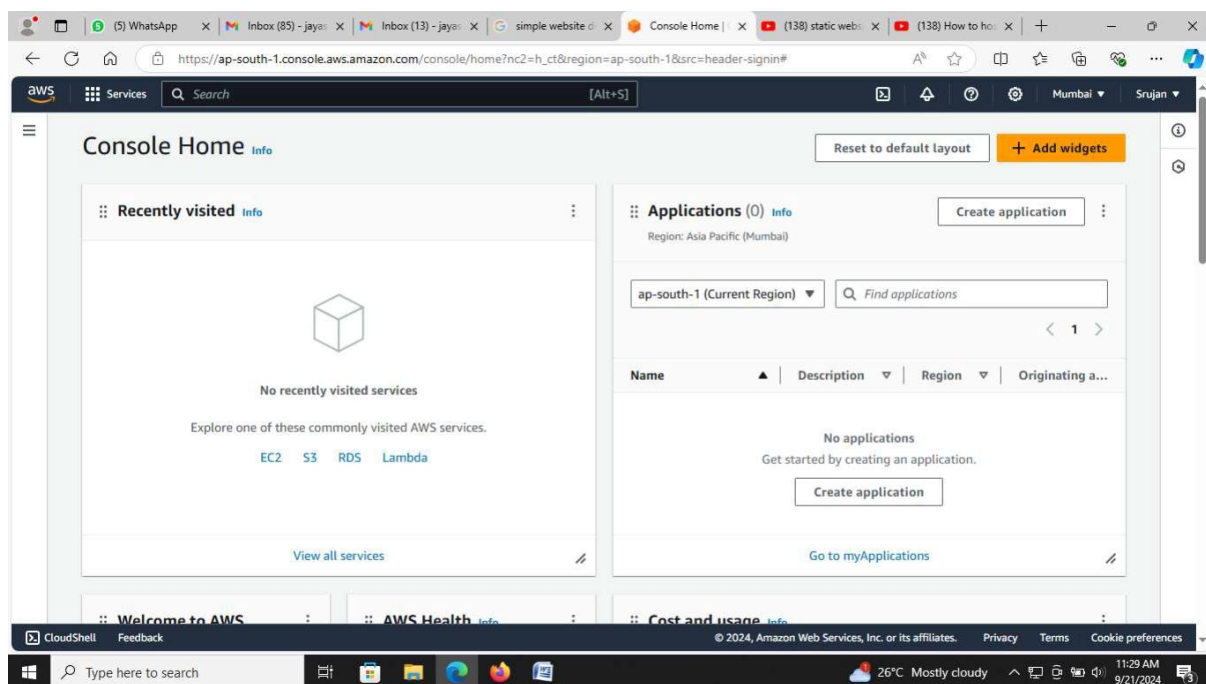 (5) WhatsApp
Inbox (85) - jayas
Inbox (13) - jayas
simple website d
Console Home |
(138) static webs
(138) How to ho
https://ap-south-1.console.aws.amazon.com/console/home?nc2=h_ct&region=ap-south-1&src=header-signin#
aws Services Search [Alt+S] Mumbai Srujan
Console Home Info Reset to default layout + Add widgets
Recently visited Info
No recently visited services
Explore one of these commonly visited AWS services.
EC2 S3 RDS Lambda
View all services
Applications (0) Info Create application
Region: Asia Pacific (Mumbai)
ap-south-1 (Current Region) Find applications
1
Name Description Region Originating a...
No applications
Get started by creating an application.
Create application
Go to myApplications
Welcome to AWS
AWS Health Info
Cost and usage Info
CloudShell Feedback © 2024, Amazon Web Services, Inc. or its affiliates. Privacy Terms Cookie preferences
Type here to search 26°C Mostly cloudy 11:29 AM
9/21/2024